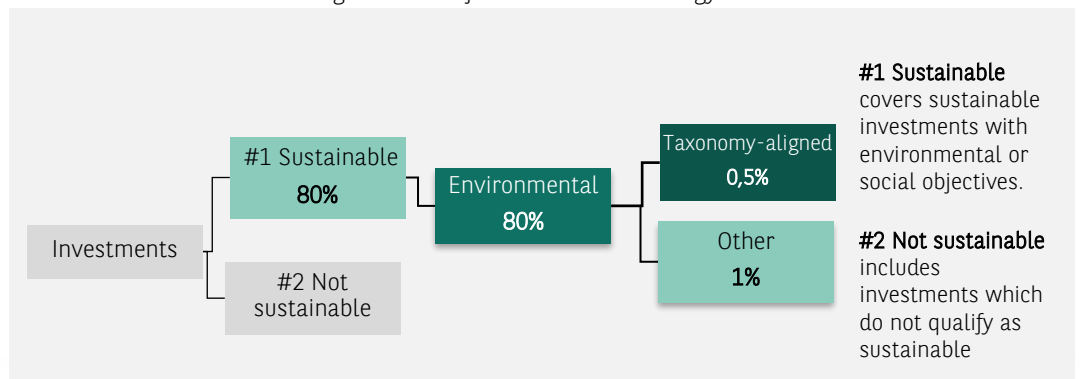 Investments
#1 Sustainable
80%
#2 Not
sustainable
Environmental
80%
Taxonomy-aligned
0,5%
Other
1%
#1 Sustainable
covers sustainable
investments with
environmental or
social objectives.
#2 Not sustainable
includes
investments which
do not qualify as
sustainable